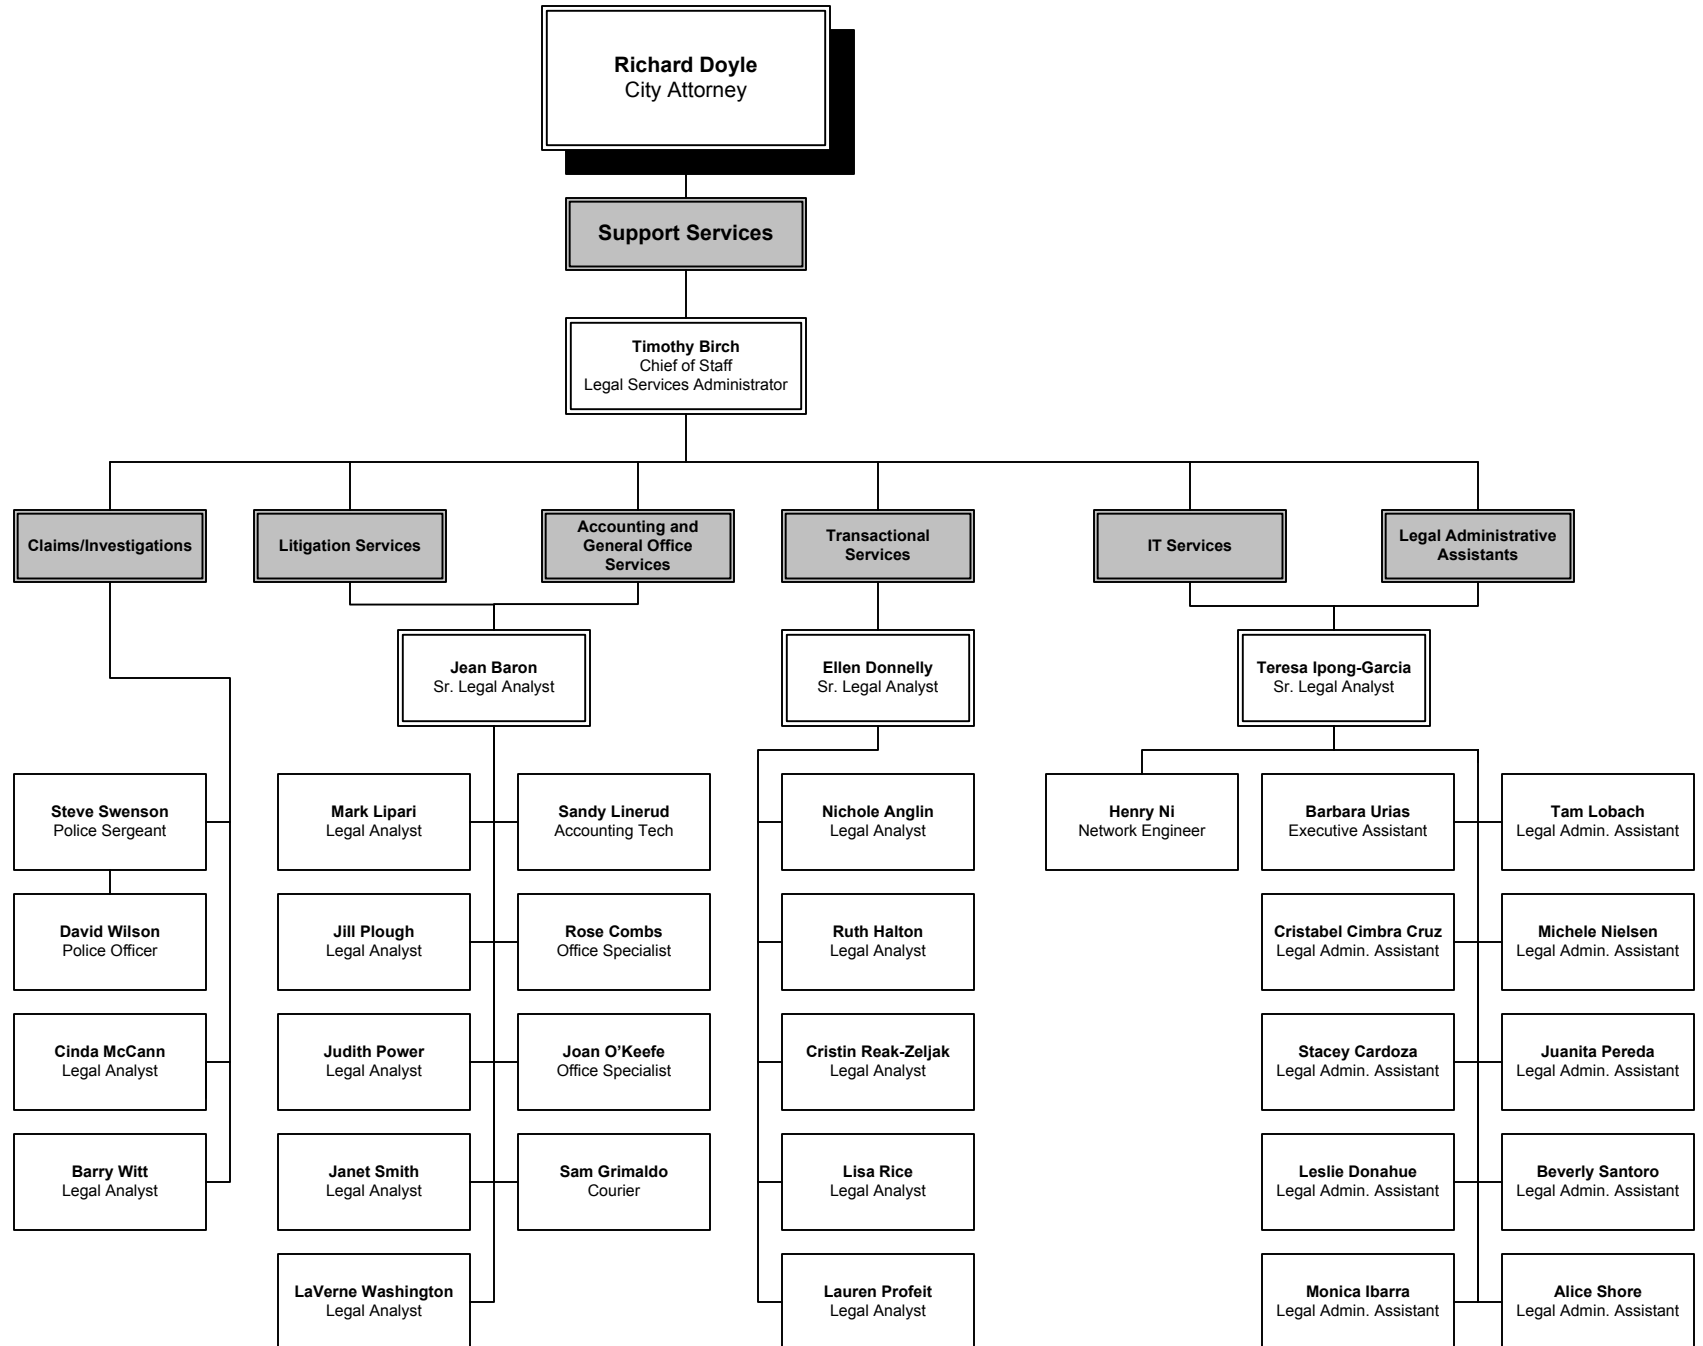 Richard Doyle
City Attorney
Support Services
Timothy Birch
Chief of Staff
Legal Services Administrator
Claims/Investigations
Litigation Services
Accounting and
General Office
Services
Transactional
Services
IT Services
Legal Administrative
Assistants
Jean Baron
Sr. Legal Analyst
Ellen Donnelly
Sr. Legal Analyst
Teresa Ipong-Garcia
Sr. Legal Analyst
Steve Swenson
Police Sergeant
Mark Lipari
Legal Analyst
Sandy Linerud
Accounting Tech
Nichole Anglin
Legal Analyst
Henry Ni
Network Engineer
Barbara Urias
Executive Assistant
Tam Lobach
Legal Admin. Assistant
David Wilson
Police Officer
Jill Plough
Legal Analyst
Rose Combs
Office Specialist
Ruth Halton
Legal Analyst
Cristabel Cimbra Cruz
Legal Admin. Assistant
Michele Nielsen
Legal Admin. Assistant
Cinda McCann
Legal Analyst
Judith Power
Legal Analyst
Joan O’Keefe
Office Specialist
Cristin Reak-Zeljak
Legal Analyst
Stacey Cardoza
Legal Admin. Assistant
Juanita Pereda
Legal Admin. Assistant
Barry Witt
Legal Analyst
Janet Smith
Legal Analyst
Sam Grimaldo
Courier
Lisa Rice
Legal Analyst
Leslie Donahue
Legal Admin. Assistant
Beverly Santoro
Legal Admin. Assistant
LaVerne Washington
Legal Analyst
Lauren Profeit
Legal Analyst
Monica Ibarra
Legal Admin. Assistant
Alice Shore
Legal Admin. Assistant